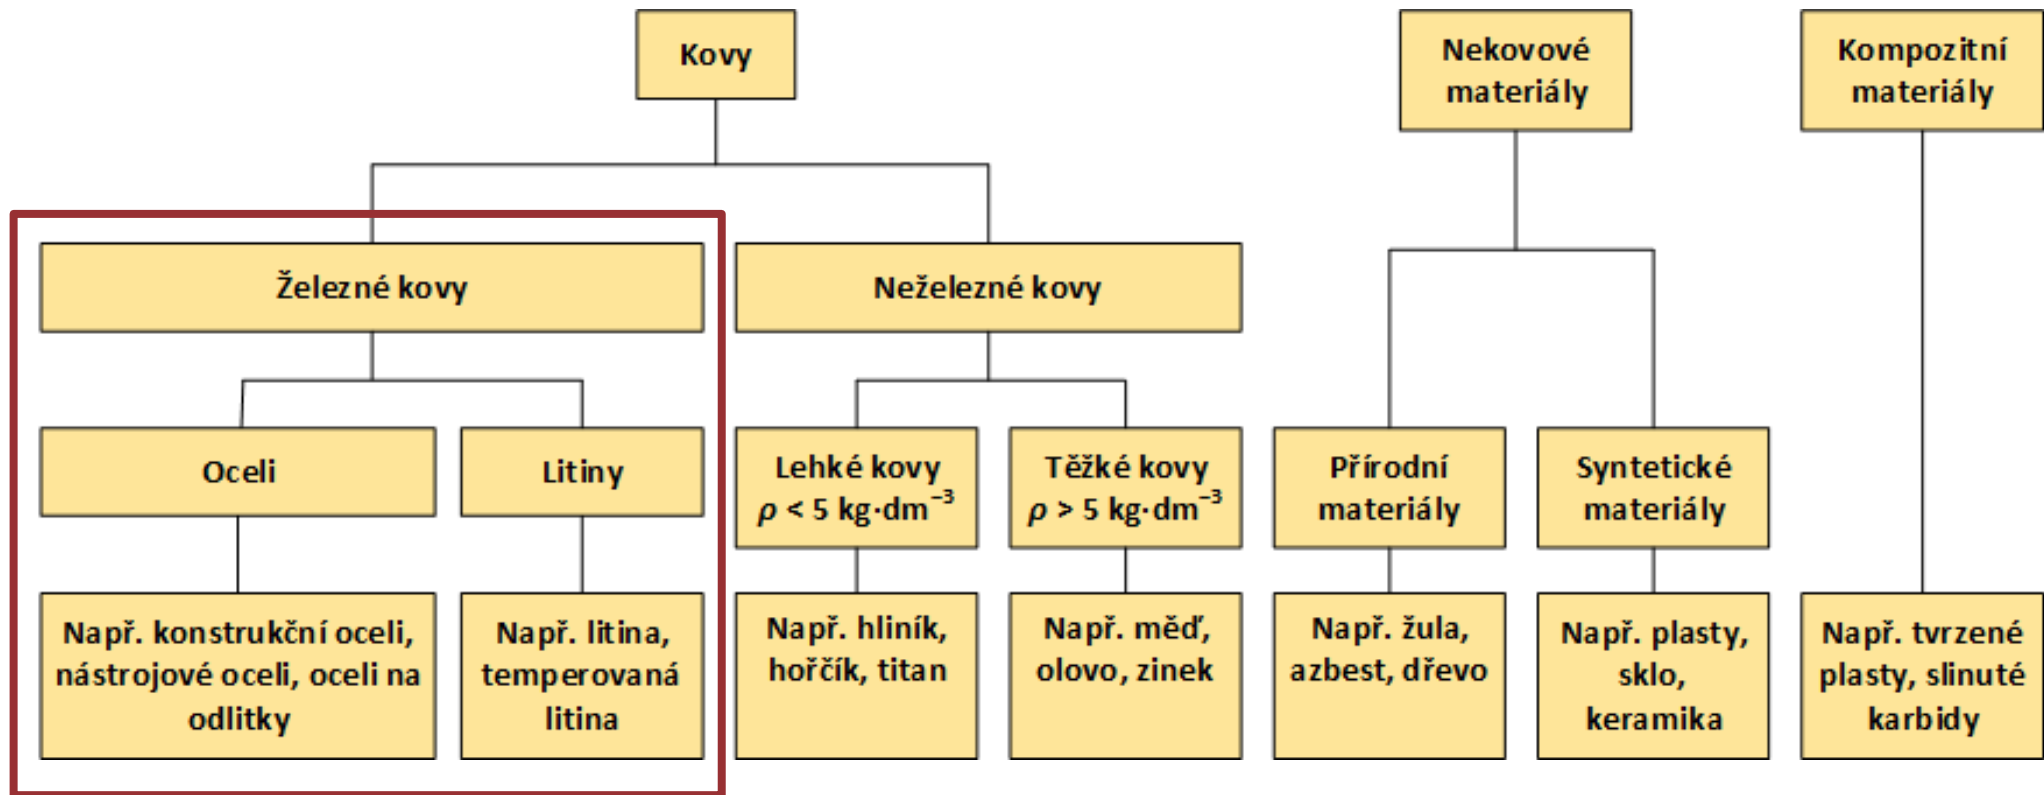 Kovy
Nekovové
materiály
Kompozitní
materiály
Železné kovy
Neželezné kovy
Oceli
Litiny
Lehké kovy
ρ < 5 kg·dm⁻³
Těžké kovy
ρ > 5 kg·dm⁻³
Přírodní
materiály
Syntetické
materiály
Např. konstrukční oceli,
nástrojové oceli, oceli na
odlitky
Např. litina,
temperovaná
litina
Např. hliník,
hořčík, titan
Např. měď,
olovo, zinek
Např. žula,
azbest, dřevo
Např. plasty,
sklo,
keramika
Např. tvrzené
plasty, slinuté
karbidy